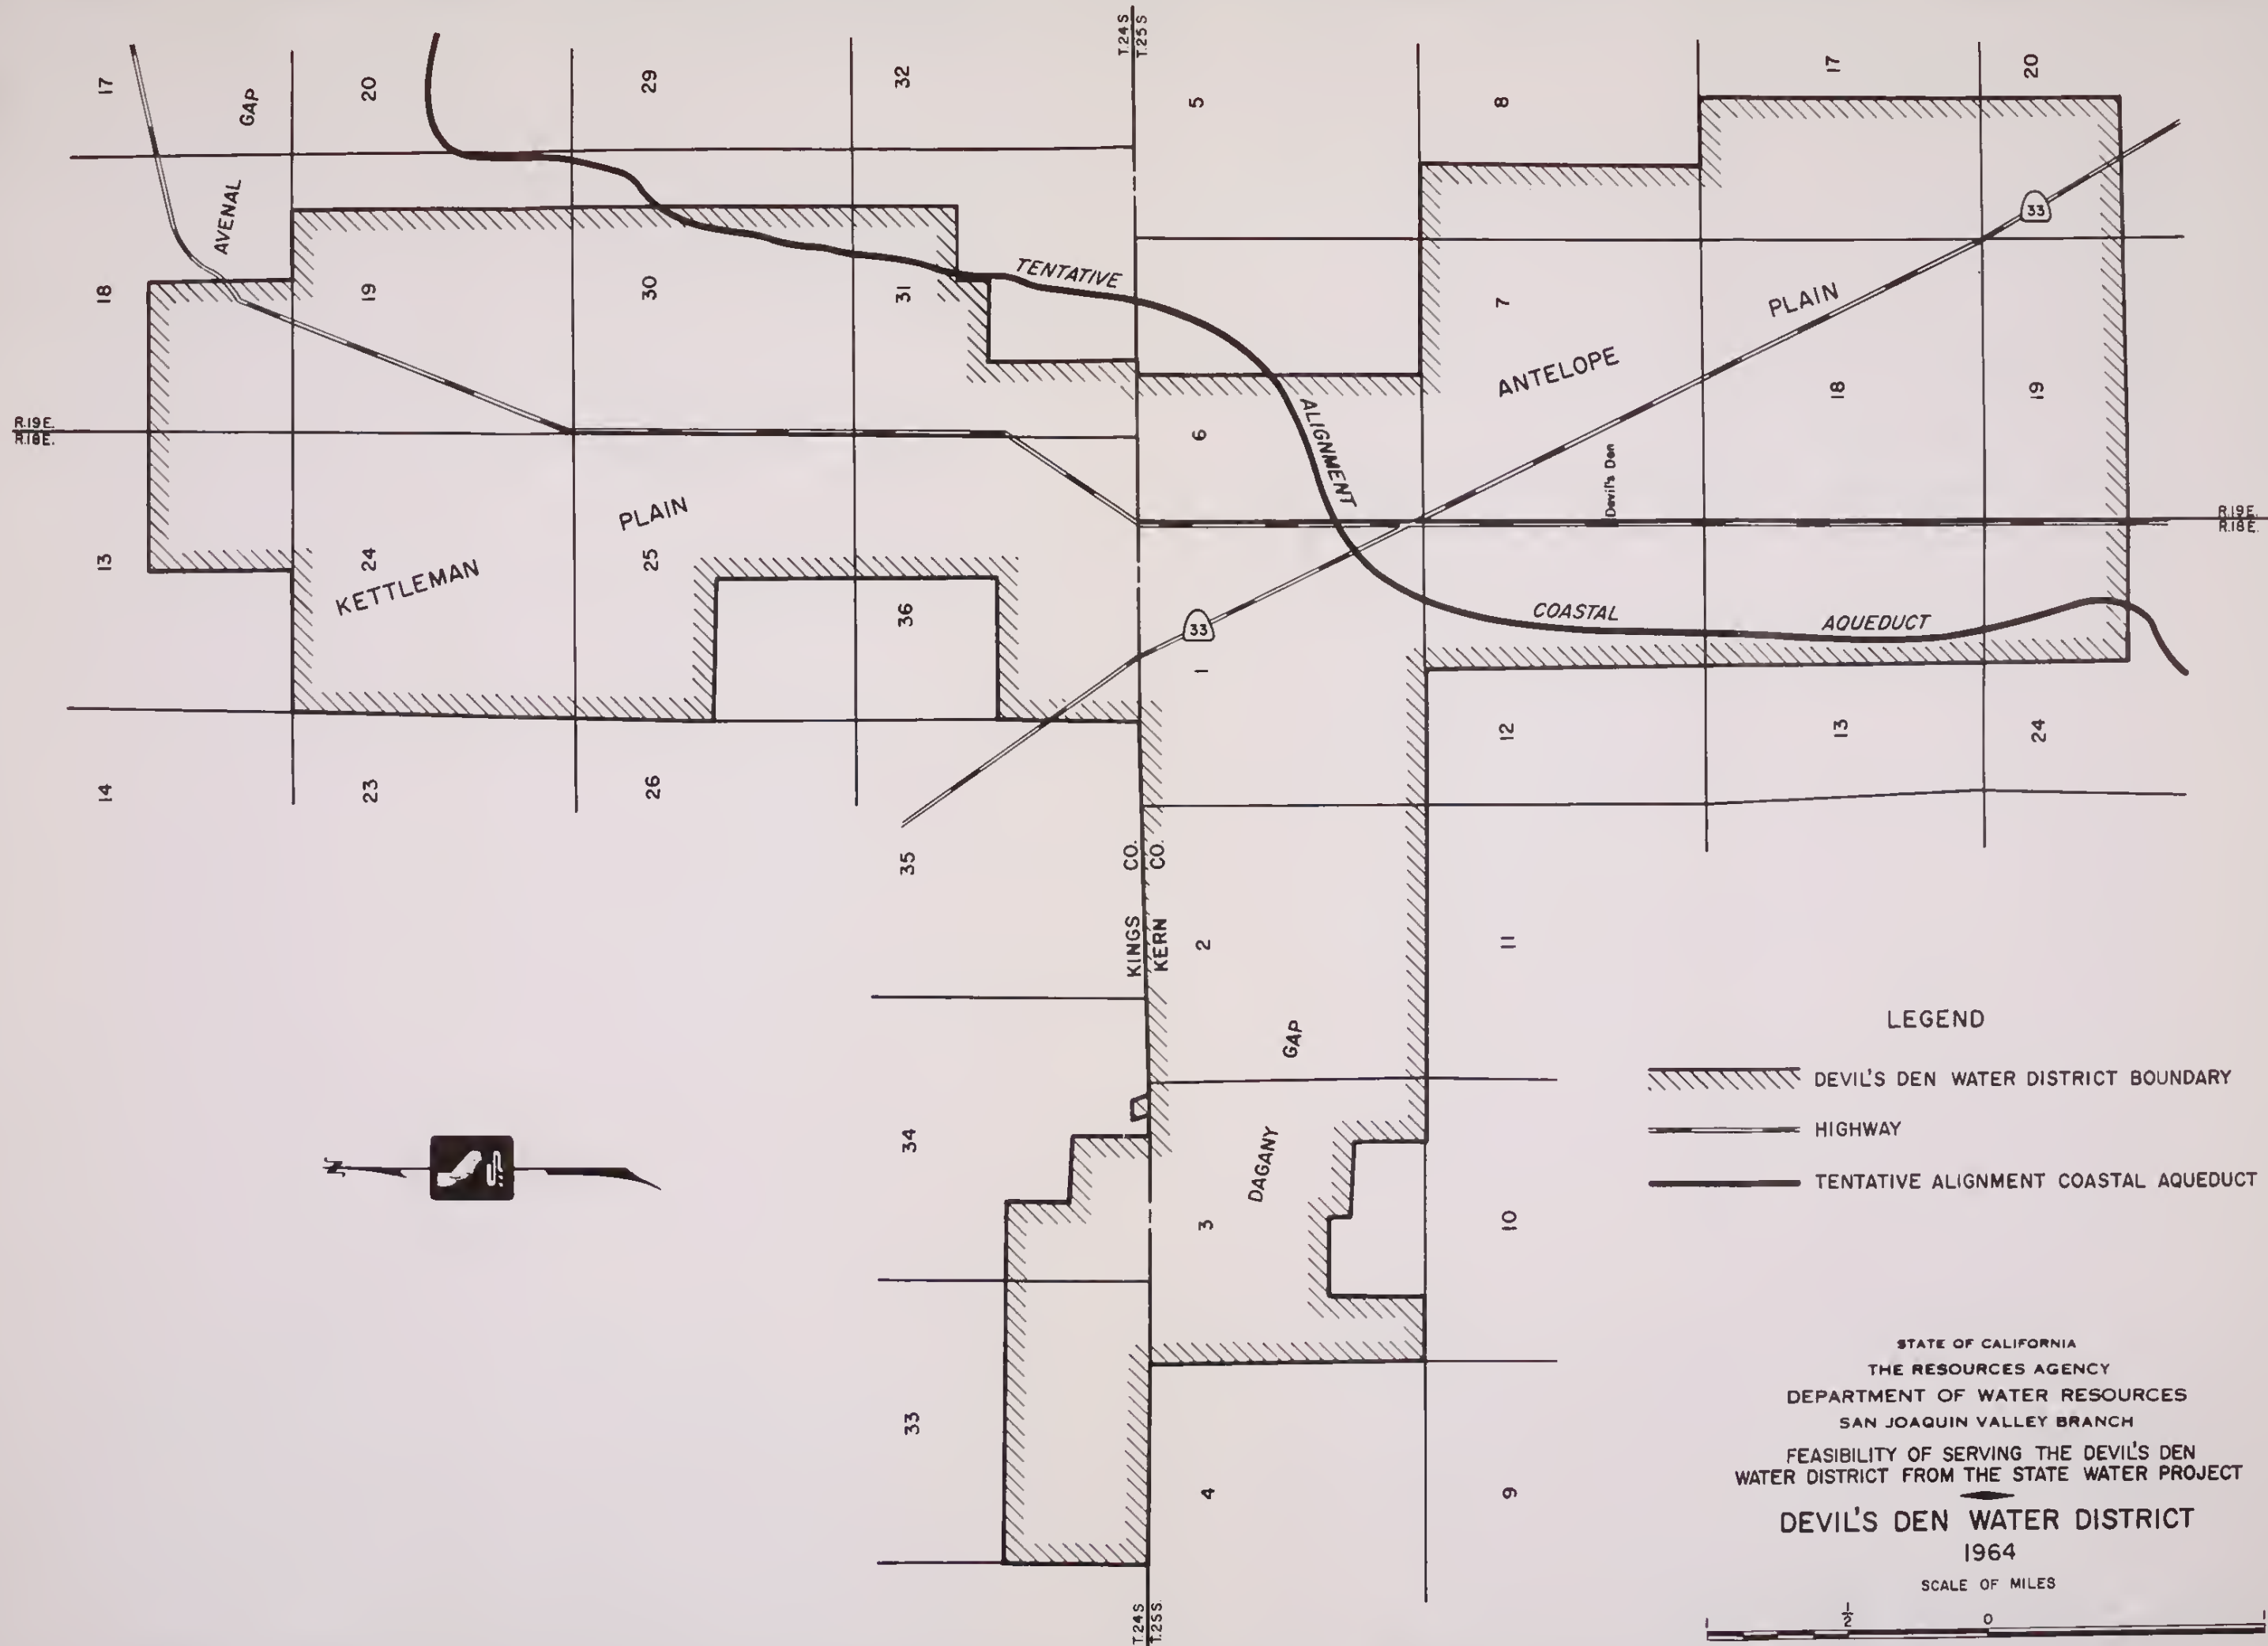 T.24 S
T.25 S
17
GAP
20
29
32
5
8
17
20
AVENAL
18
19
30
31
TENTATIVE
7
PLAIN
33
R.19E.
R.18E.
6
ALIGNMENT
ANTELOPE
18
19
Devil's Den
R.19E.
R.18E.
13
24
KETTLEMAN
PLAIN
25
36
33
1
COASTAL
AQUEDUCT
14
23
26
35
12
13
24
KINGS CO.
KERN CO.
2
11
GAP
DAGANY
34
3
10
33
4
9
T.24S
T.25S.
N
LEGEND
DEVIL'S DEN WATER DISTRICT BOUNDARY
HIGHWAY
TENTATIVE ALIGNMENT COASTAL AQUEDUCT
STATE OF CALIFORNIA
THE RESOURCES AGENCY
DEPARTMENT OF WATER RESOURCES
SAN JOAQUIN VALLEY BRANCH
FEASIBILITY OF SERVING THE DEVIL'S DEN
WATER DISTRICT FROM THE STATE WATER PROJECT
DEVIL'S DEN WATER DISTRICT
1964
SCALE OF MILES
1 ½ 0 1